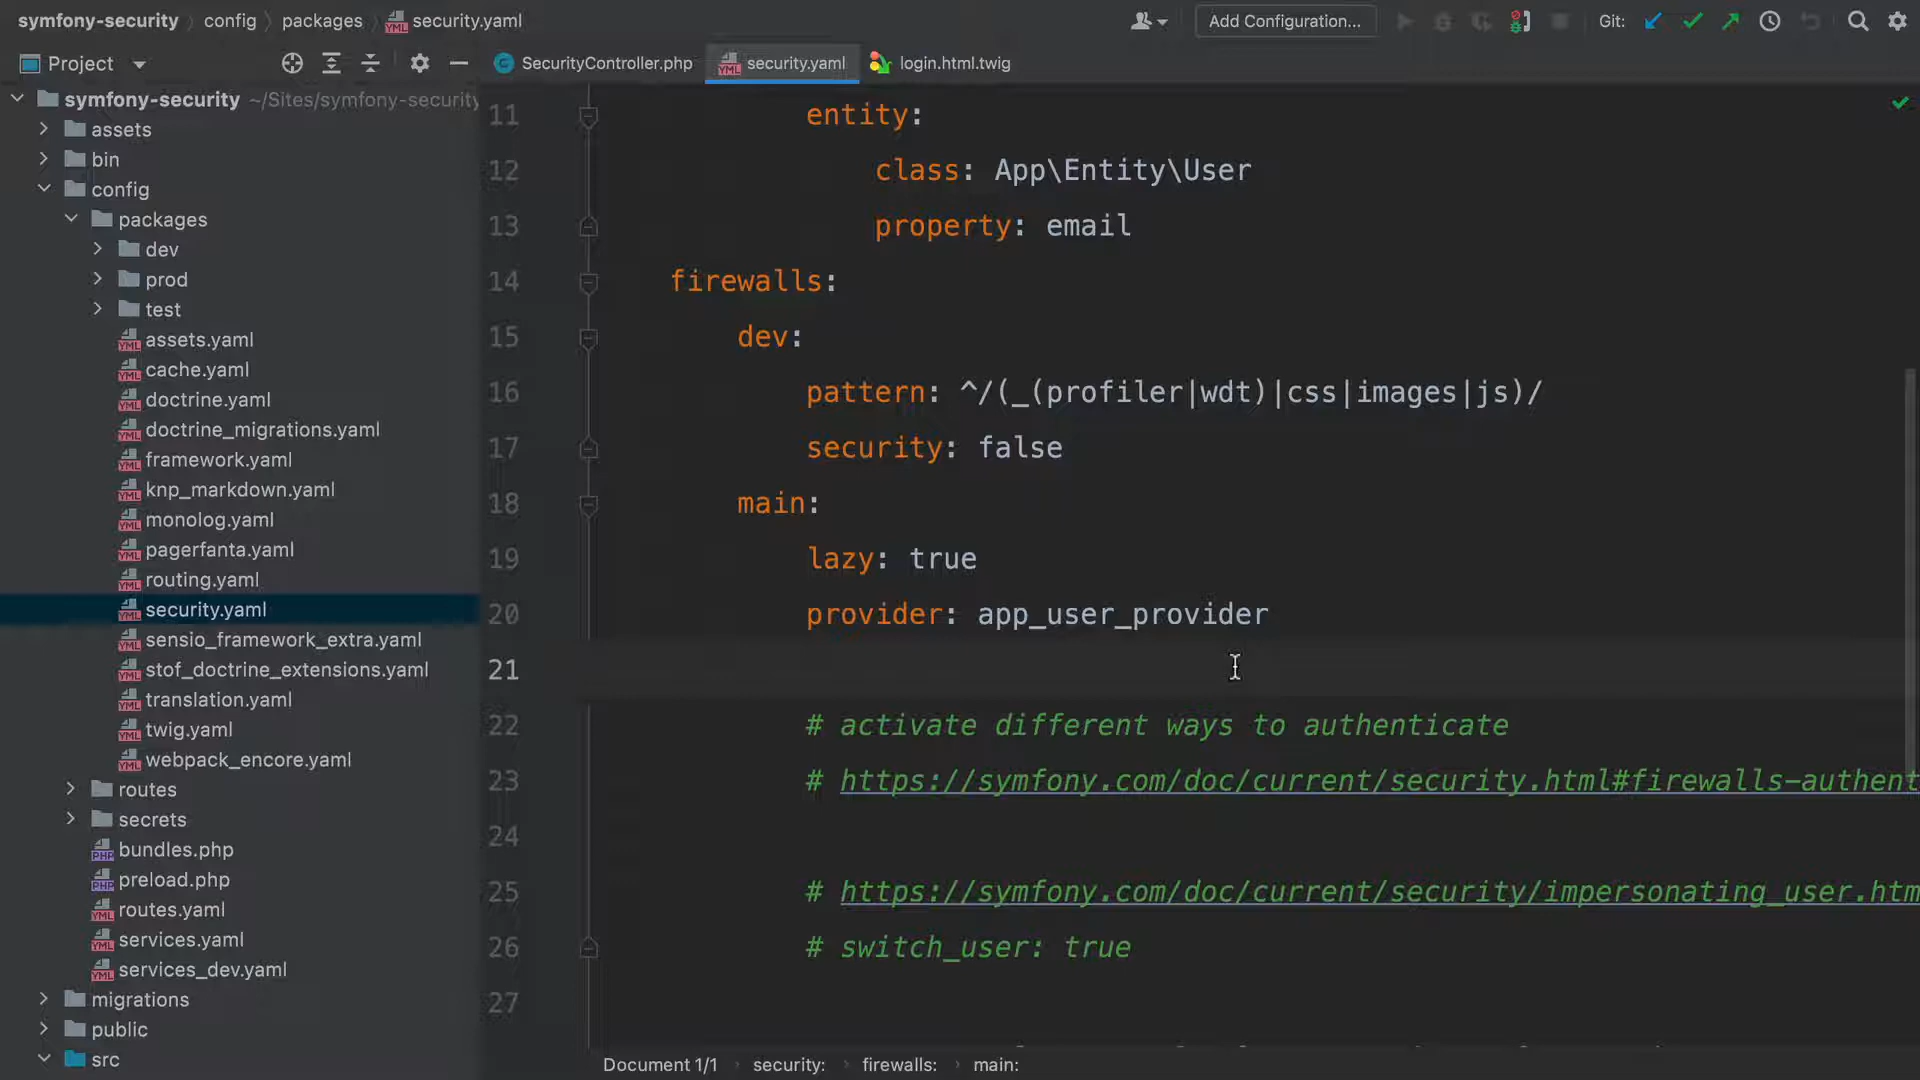 symfony-security config packages security.yaml
Add Configuration...
Git:
Project
SecurityController.php
security.yaml
login.html.twig
symfony-security ~/Sites/symfony-security
assets
bin
config
packages
dev
prod
test
assets.yaml
cache.yaml
doctrine.yaml
doctrine_migrations.yaml
framework.yaml
knp_markdown.yaml
monolog.yaml
pagerfanta.yaml
routing.yaml
security.yaml
sensio_framework_extra.yaml
stof_doctrine_extensions.yaml
translation.yaml
twig.yaml
webpack_encore.yaml
routes
secrets
bundles.php
preload.php
routes.yaml
services.yaml
services_dev.yaml
migrations
public
src
11 entity:
12 class: App\Entity\User
13 property: email
14 firewalls:
15 dev:
16 pattern: ^/(_(profiler|wdt)|css|images|js)/
17 security: false
18 main:
19 lazy: true
20 provider: app_user_provider
21
22 # activate different ways to authenticate
23 # https://symfony.com/doc/current/security.html#firewalls-authent
24
25 # https://symfony.com/doc/current/security/impersonating_user.htm
26 # switch_user: true
27
Document 1/1 security: firewalls: main: